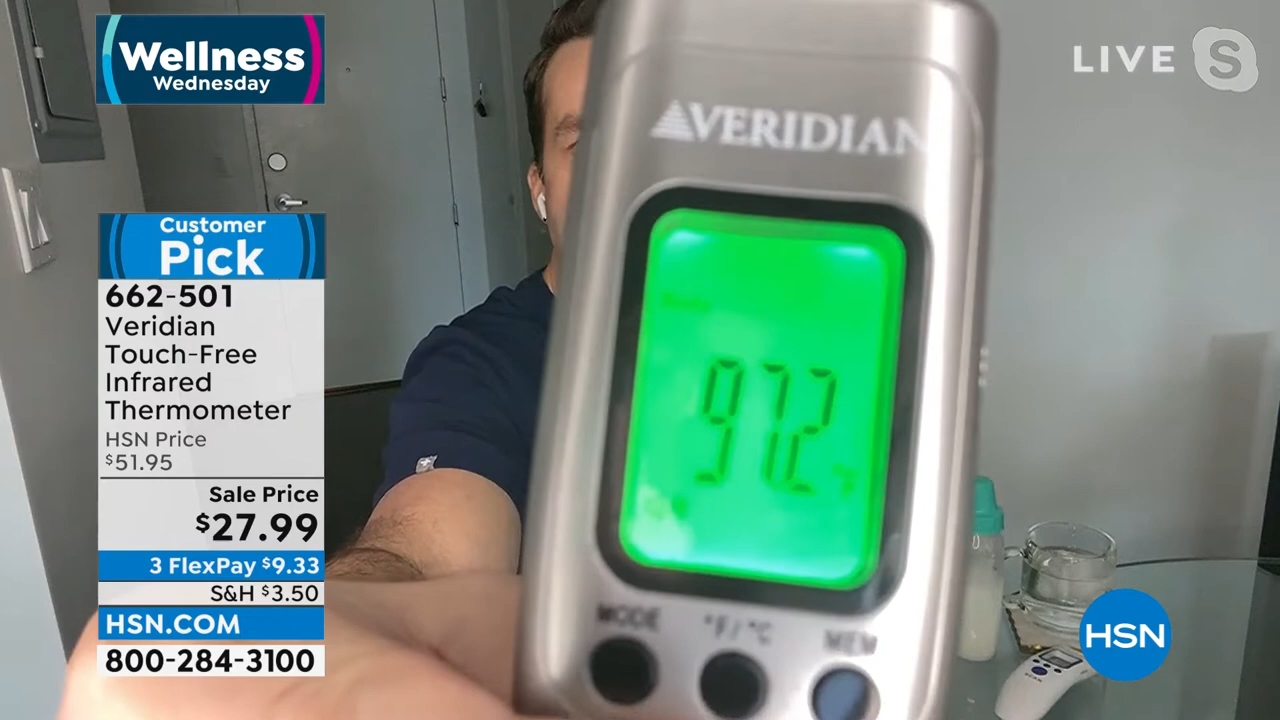 Wellness
Wednesday
LIVE S
VERIDIAN
Customer
Pick
662-501
Veridian
Touch-Free
Infrared
Thermometer
HSN Price
$51.95
Sale Price
$27.99
3 FlexPay $9.33
S&H $3.50
HSN.COM
800-284-3100
97.2
MODE
°F/°C
MEM
HSN